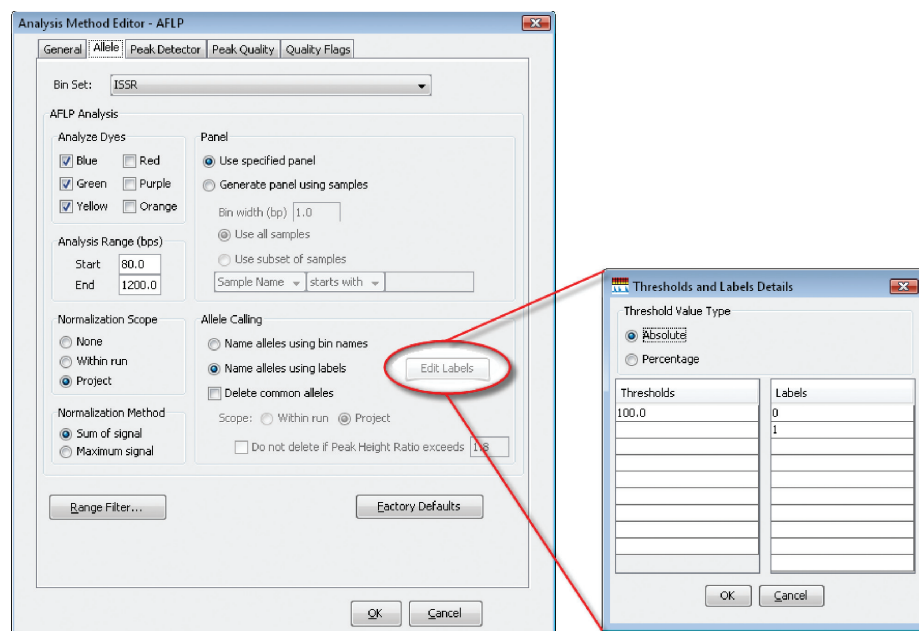 Analysis Method Editor - AFLP
General Allele Peak Detector Peak Quality Quality Flags
Bin Set: ISSR
AFLP Analysis
Analyze Dyes
Blue Red
Green Purple
Yellow Orange
Analysis Range (bps)
Start 80.0
End 1200.0
Normalization Scope
None
Within run
Project
Normalization Method
Sum of signal
Maximum signal
Panel
Use specified panel
Generate panel using samples
Bin width (bp) 1.0
Use all samples
Use subset of samples
Sample Name starts with
Allele Calling
Name alleles using bin names
Name alleles using labels Edit Labels
Delete common alleles
Scope: Within run Project
Do not delete if Peak Height Ratio exceeds 1.8
Range Filter... Factory Defaults
OK Cancel
Thresholds and Labels Details
Threshold Value Type
Absolute
Percentage
Thresholds Labels
100.0 0
1
OK Cancel